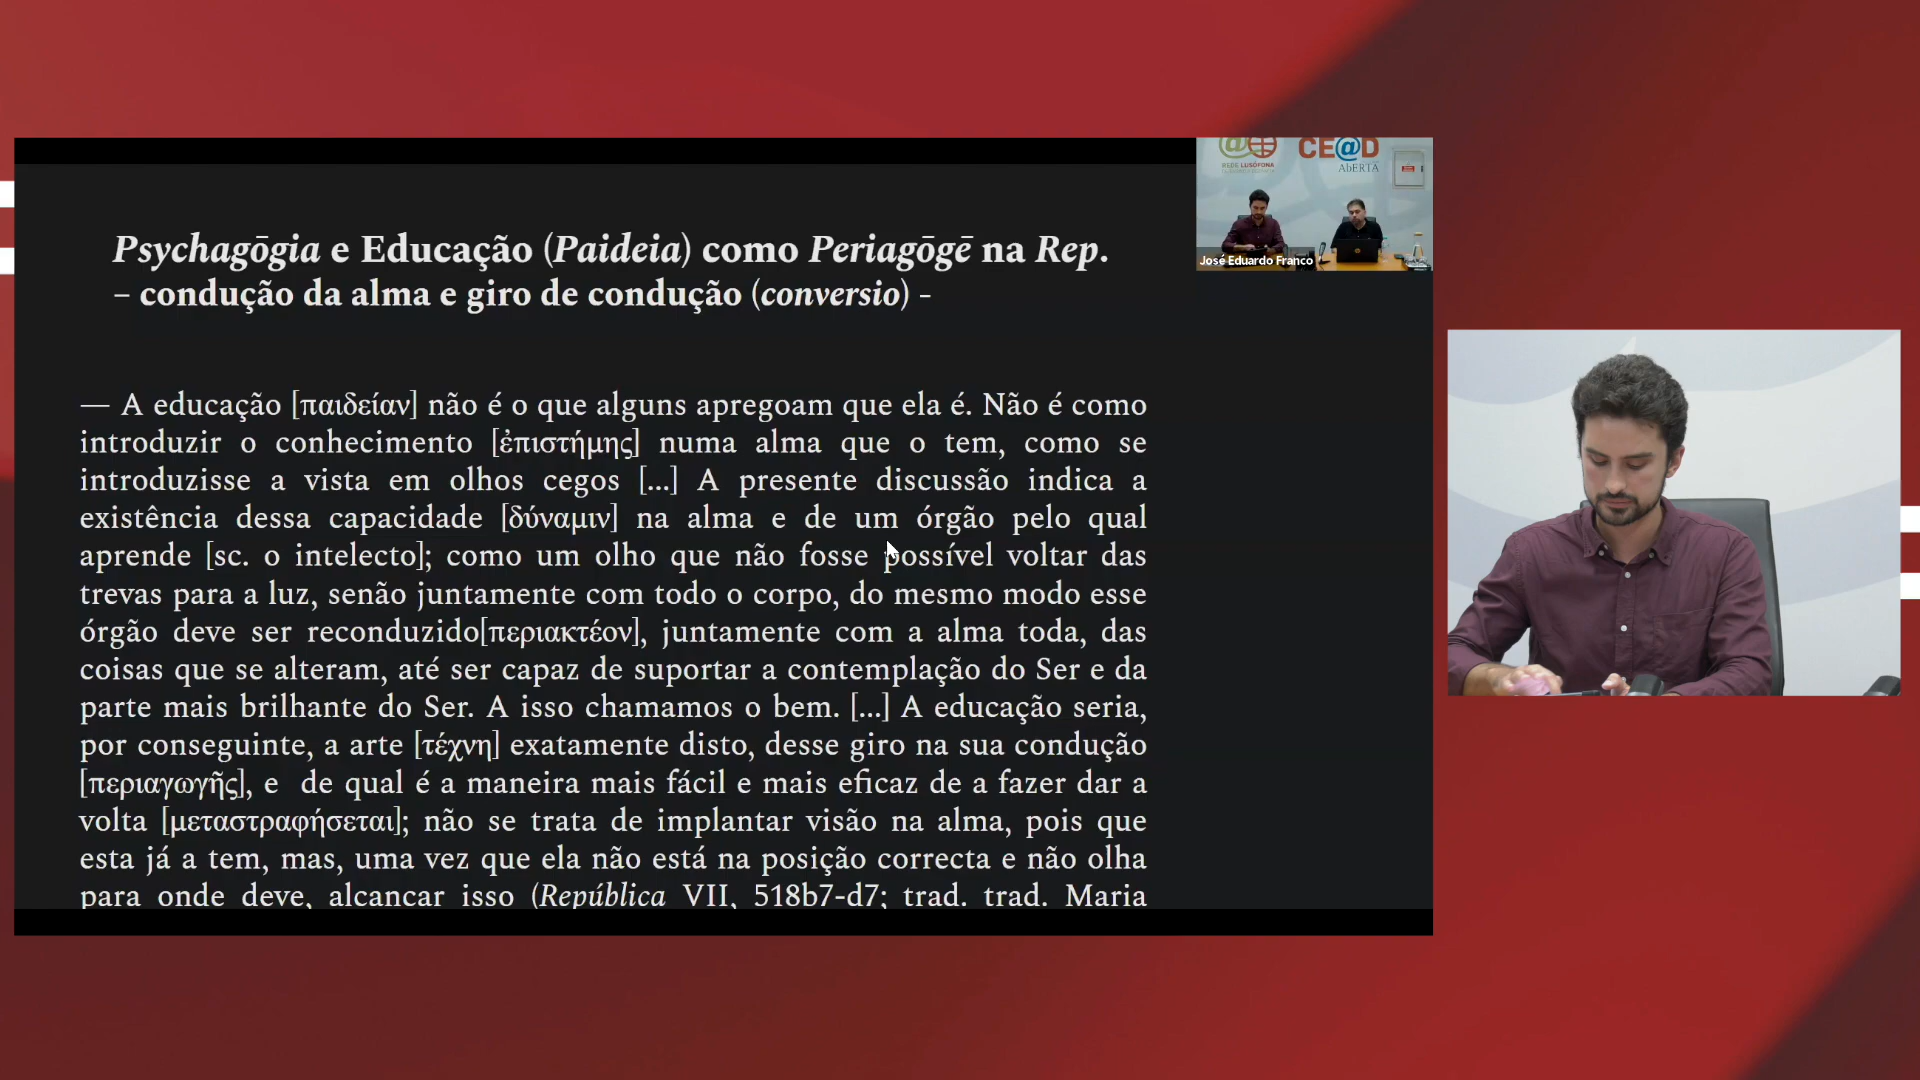 Psychagōgia e Educação (Paideia) como Periagōgē na Rep.
– condução da alma e giro de condução (conversio) -
— A educação [παιδείαν] não é o que alguns apregoam que ela é. Não é como
introduzir o conhecimento [ἐπιστήμης] numa alma que o tem, como se
introduzisse a vista em olhos cegos [...] A presente discussão indica a
existência dessa capacidade [δύναμιν] na alma e de um órgão pelo qual
aprende [sc. o intelecto]; como um olho que não fosse possível voltar das
trevas para a luz, senão juntamente com todo o corpo, do mesmo modo esse
órgão deve ser reconduzido[περιακτέον], juntamente com a alma toda, das
coisas que se alteram, até ser capaz de suportar a contemplação do Ser e da
parte mais brilhante do Ser. A isso chamamos o bem. [...] A educação seria,
por conseguinte, a arte [τέχνη] exatamente disto, desse giro na sua condução
[περιαγωγῆς], e de qual é a maneira mais fácil e mais eficaz de a fazer dar a
volta [μεταστραφήσεται]; não se trata de implantar visão na alma, pois que
esta já a tem, mas, uma vez que ela não está na posição correcta e não olha
para onde deve, alcançar isso (República VII, 518b7-d7; trad. trad. Maria
@
REDE LUSÓFONA
CE@D
AbERTA
José Eduardo Franco